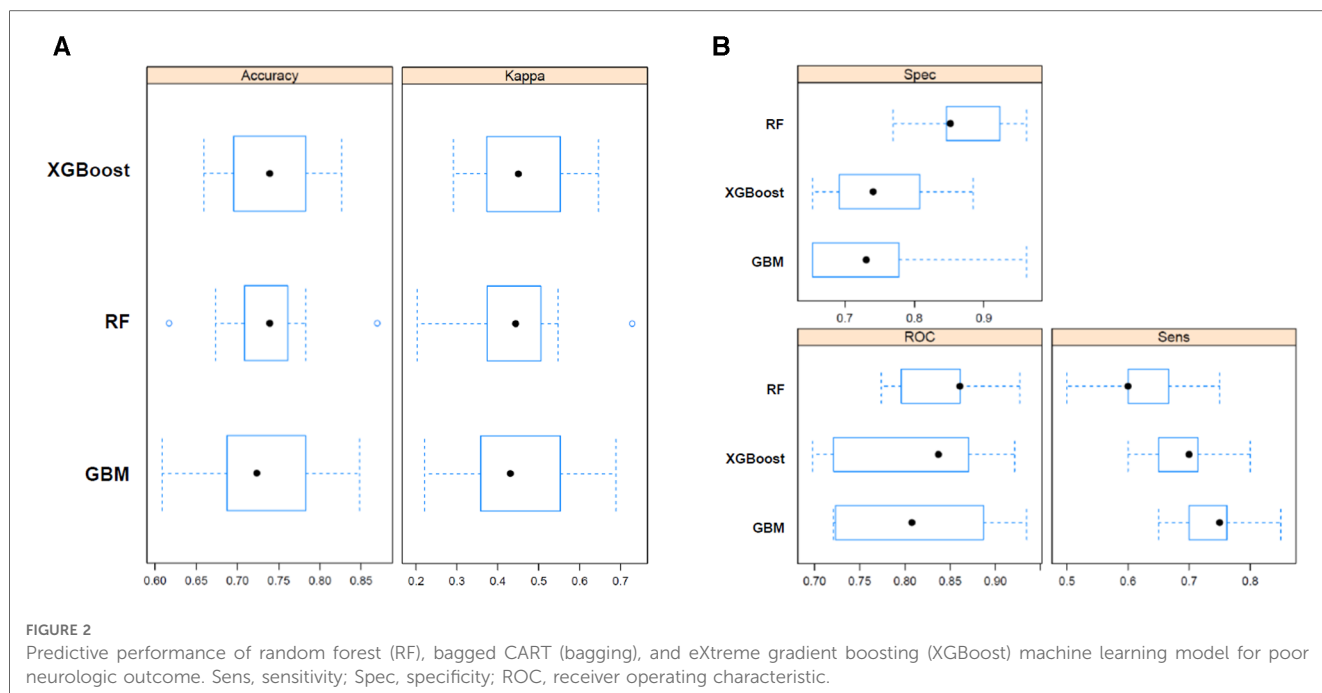 A
Accuracy
Kappa
XGBoost
RF
GBM
0.60 0.65 0.70 0.75 0.80 0.85
0.2 0.3 0.4 0.5 0.6 0.7
B
Spec
RF
XGBoost
GBM
0.7 0.8 0.9
ROC
Sens
RF
XGBoost
GBM
0.70 0.75 0.80 0.85 0.90
0.5 0.6 0.7 0.8
FIGURE 2
Predictive performance of random forest (RF), bagged CART (bagging), and eXtreme gradient boosting (XGBoost) machine learning model for poor
neurologic outcome. Sens, sensitivity; Spec, specificity; ROC, receiver operating characteristic.